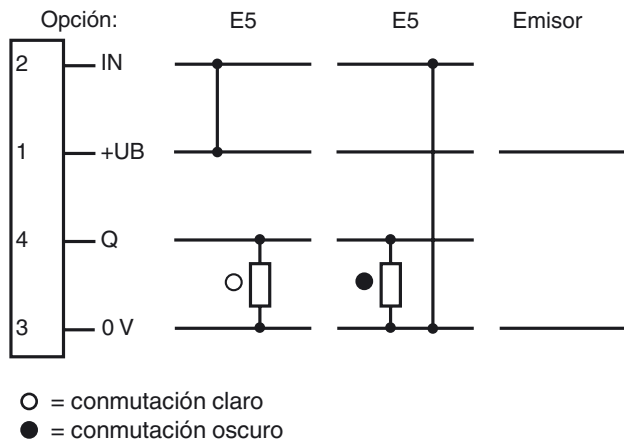 Opción: E5 E5 Emisor
2 IN
1 +UB
4 Q
3 0 V
= conmutación claro
= conmutación oscuro